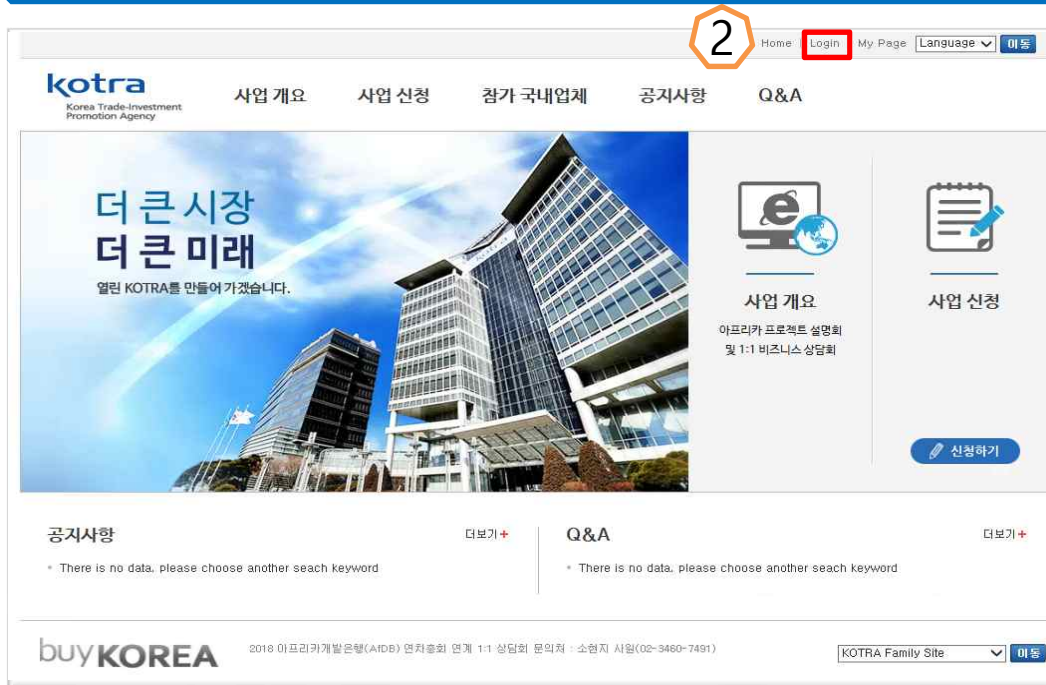 2
Home | Login My Page Language 이동
kotra
Korea Trade-Investment
Promotion Agency
사업 개요 사업 신청 참가 국내업체 공지사항 Q&A
더 큰 시장
더 큰 미래
열린 KOTRA를 만들어 가겠습니다.
사업 개요
아프리카 프로젝트 설명회
및 1:1 비즈니스 상담회
사업 신청
신청하기
공지사항 더보기+
There is no data. please choose another seach keyword
Q&A 더보기+
There is no data. please choose another seach keyword
buy KOREA
2018 아프리카개발은행(AfDB) 연차총회 연계 1:1 상담회 문의처 : 소현지 사원(02-3460-7491)
KOTRA Family Site 이동